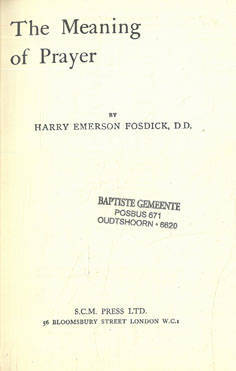 The Meaning
of Prayer
BY
HARRY EMERSON FOSDICK, D.D.
BAPTISTE GEMEENTE
POSBUS 671
OUDTSHOORN • 6620
S.C.M. PRESS LTD.
56 BLOOMSBURY STREET LONDON W.C.1